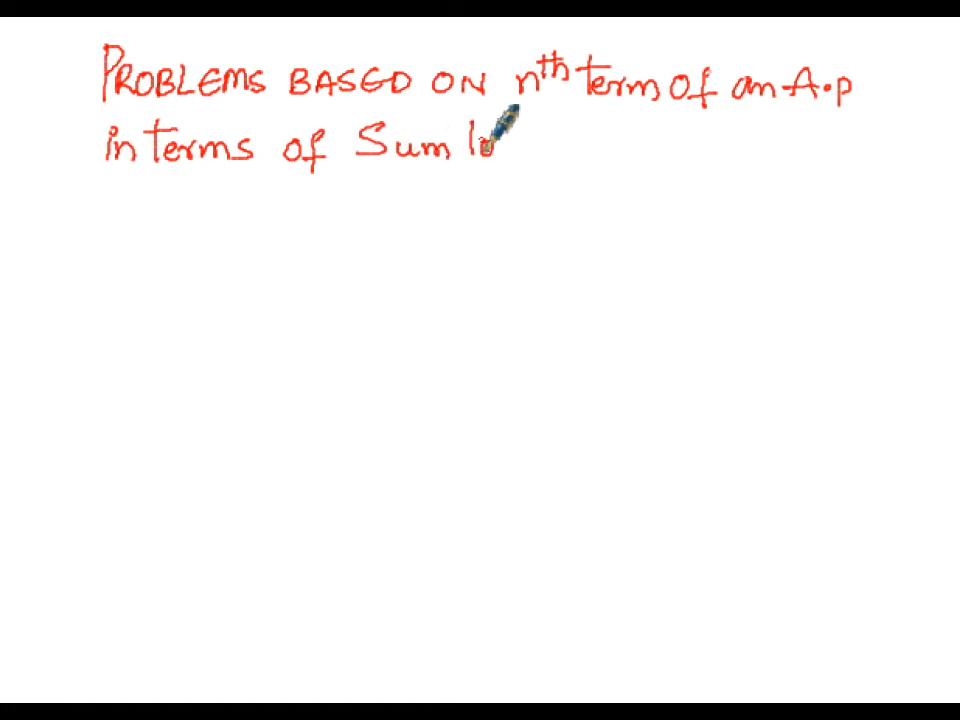 PROBLEMS BASED ON nth term of an A.p
in terms of Sum